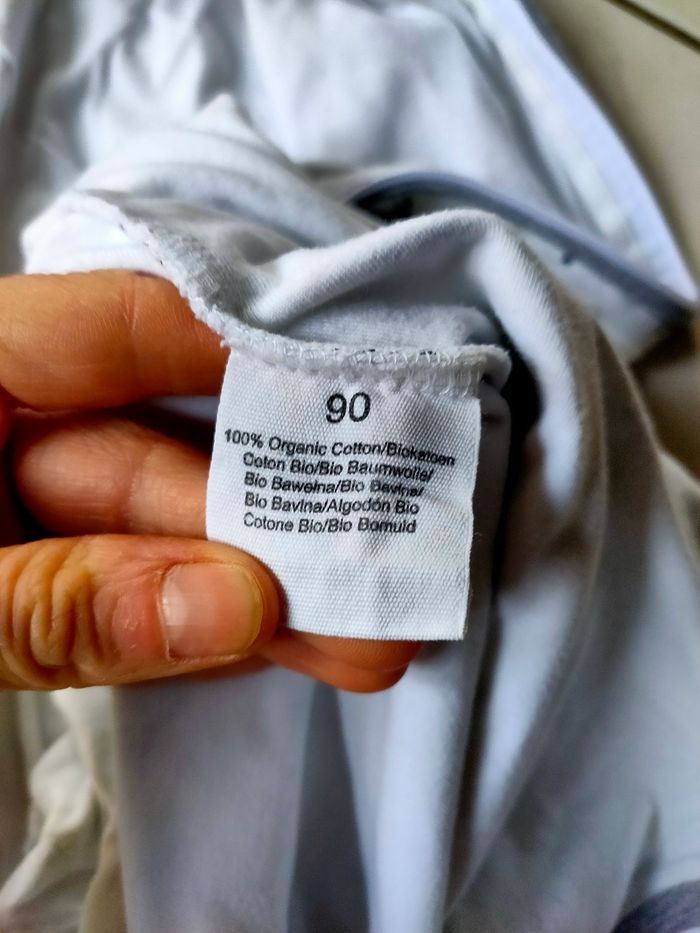 90
100% Organic Cotton/Biokatoen
Coton Bio/Bio Baumwolle/
Bio Bawelna/Bio Bavlna/
Bio Bavlna/Algodón Bio
Cotone Bio/Bio Bomuld